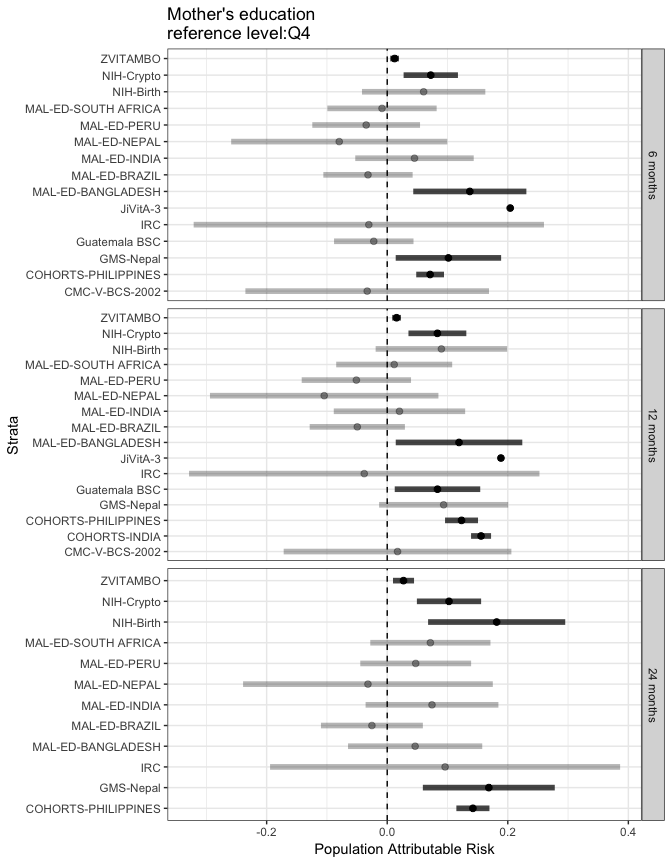 Mother's education
reference level:Q4
ZVITAMBO
NIH-Crypto
NIH-Birth
MAL-ED-SOUTH AFRICA
MAL-ED-PERU
MAL-ED-NEPAL
MAL-ED-INDIA
MAL-ED-BRAZIL
MAL-ED-BANGLADESH
JiVitA-3
IRC
Guatemala BSC
GMS-Nepal
COHORTS-PHILIPPINES
CMC-V-BCS-2002
6 months
ZVITAMBO
NIH-Crypto
NIH-Birth
MAL-ED-SOUTH AFRICA
MAL-ED-PERU
MAL-ED-NEPAL
MAL-ED-INDIA
MAL-ED-BRAZIL
MAL-ED-BANGLADESH
JiVitA-3
IRC
Guatemala BSC
GMS-Nepal
COHORTS-PHILIPPINES
COHORTS-INDIA
CMC-V-BCS-2002
12 months
Strata
ZVITAMBO
NIH-Crypto
NIH-Birth
MAL-ED-SOUTH AFRICA
MAL-ED-PERU
MAL-ED-NEPAL
MAL-ED-INDIA
MAL-ED-BRAZIL
MAL-ED-BANGLADESH
IRC
GMS-Nepal
COHORTS-PHILIPPINES
24 months
-0.2 0.0 0.2 0.4
Population Attributable Risk